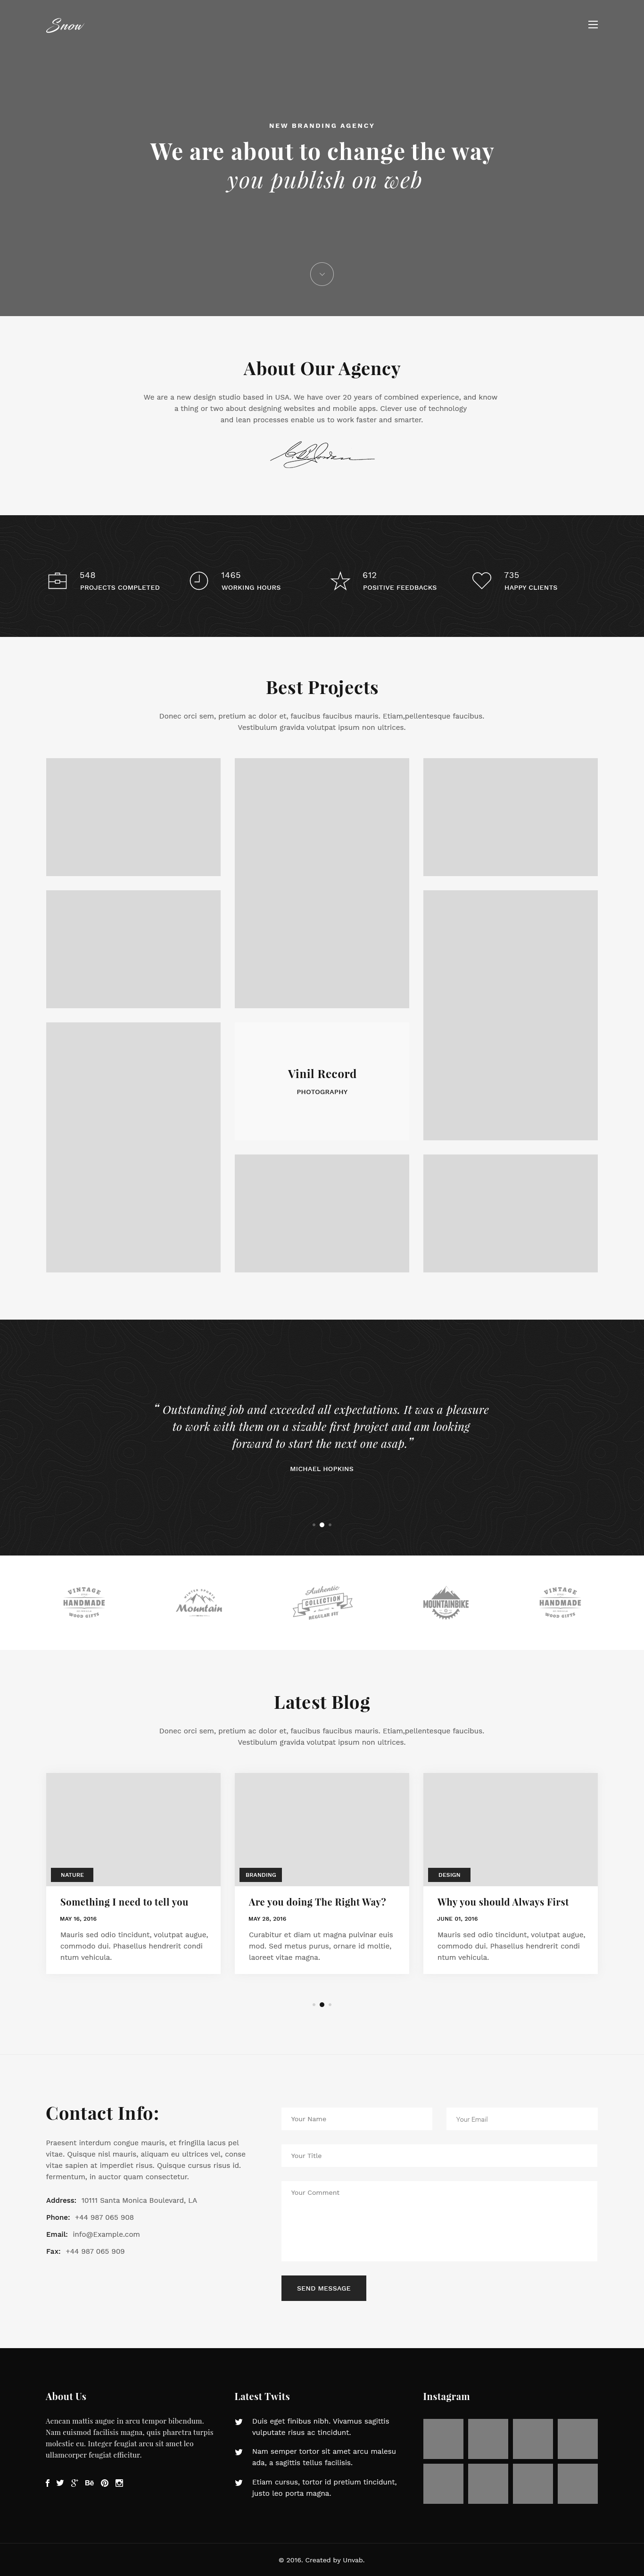 Snow
NEW BRANDING AGENCY
We are about to change the way
you publish on web
About Our Agency
We are a new design studio based in USA. We have over 20 years of combined experience, and know
a thing or two about designing websites and mobile apps. Clever use of technology
and lean processes enable us to work faster and smarter.
548
PROJECTS COMPLETED
1465
WORKING HOURS
612
POSITIVE FEEDBACKS
735
HAPPY CLIENTS
Best Projects
Donec orci sem, pretium ac dolor et, faucibus faucibus mauris. Etiam,pellentesque faucibus.
Vestibulum gravida volutpat ipsum non ultrices.
Vinil Record
PHOTOGRAPHY
“ Outstanding job and exceeded all expectations. It was a pleasure
to work with them on a sizable first project and am looking
forward to start the next one asap.”
MICHAEL HOPKINS
VINTAGE
HANDMADE
WOOD GIFTS
WINTER SPORTS
Mountain
Authentic
COLLECTION
BRAGGAR JYE
MOUNTAINBIKE
VINTAGE
HANDMADE
WOOD GIFTS
Latest Blog
Donec orci sem, pretium ac dolor et, faucibus faucibus mauris. Etiam,pellentesque faucibus.
Vestibulum gravida volutpat ipsum non ultrices.
NATURE
Something i need to tell you
MAY 16, 2016
Mauris sed odio tincidunt, volutpat augue,
commodo dui. Phasellus hendrerit condi
ntum vehicula.
BRANDING
Are you doing The Right Way?
MAY 28, 2016
Curabitur et diam ut magna pulvinar euis
mod. Sed metus purus, ornare id moltie,
laoreet vitae magna.
DESIGN
Why you should Always First
JUNE 01, 2016
Mauris sed odio tincidunt, volutpat augue,
commodo dui. Phasellus hendrerit condi
ntum vehicula.
Contact Info:
Praesent interdum congue mauris, et fringilla lacus pel
vitae. Quisque nisl mauris, aliquam eu ultrices vel, conse
vitae sapien at imperdiet risus. Quisque cursus risus id.
fermentum, in auctor quam consectetur.
Address: 10111 Santa Monica Boulevard, LA
Phone: +44 987 065 908
Email: info@Example.com
Fax: +44 987 065 909
Your Name
Your Email
Your Title
Your Comment
SEND MESSAGE
About Us
Aenean mattis augue in arcu tempor bibendum.
Nam euismod facilisis magna, quis pharetra turpis
molestie eu. Integer feugiat arcu sit amet leo
ullamcorper feugiat efficitur.
Latest Twits
Duis eget finibus nibh. Vivamus sagittis
vulputate risus ac tincidunt.
Nam semper tortor sit amet arcu malesu
ada, a sagittis tellus facilisis.
Etiam cursus, tortor id pretium tincidunt,
justo leo porta magna.
Instagram
© 2016. Created by Unvab.